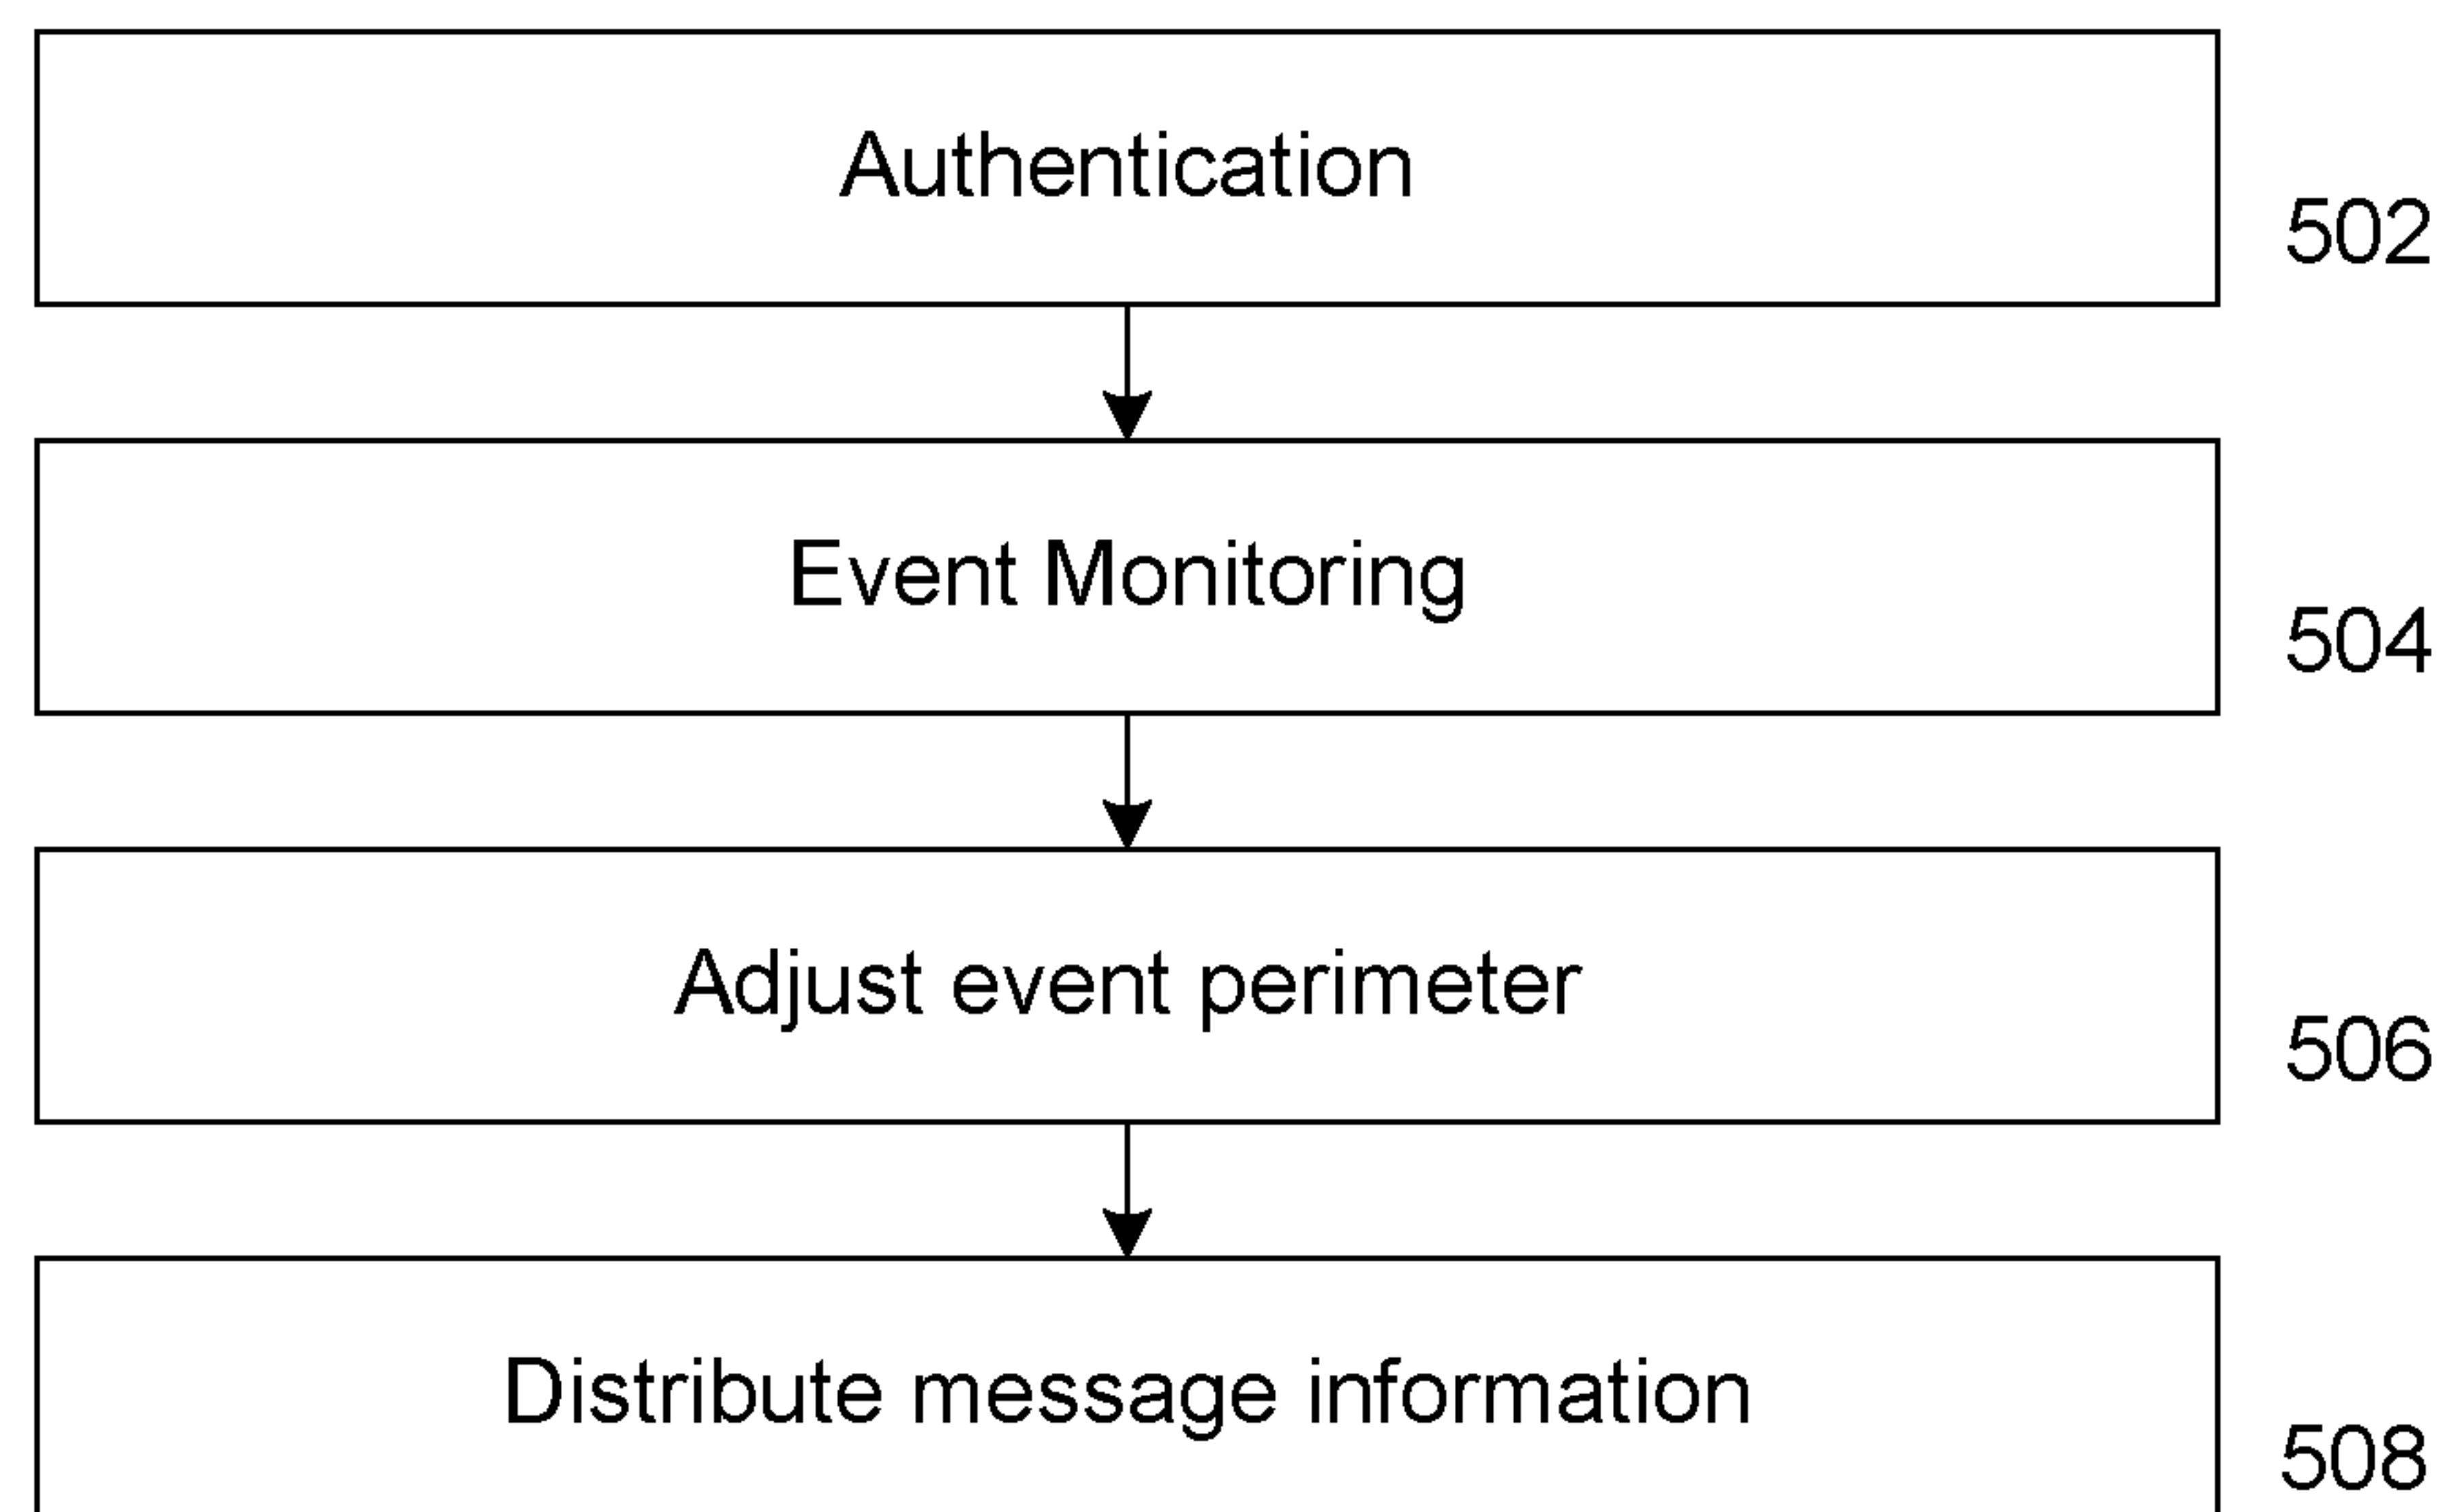 Authentication
502
Event Monitoring
504
Adjust event perimeter
506
Distribute message information
508